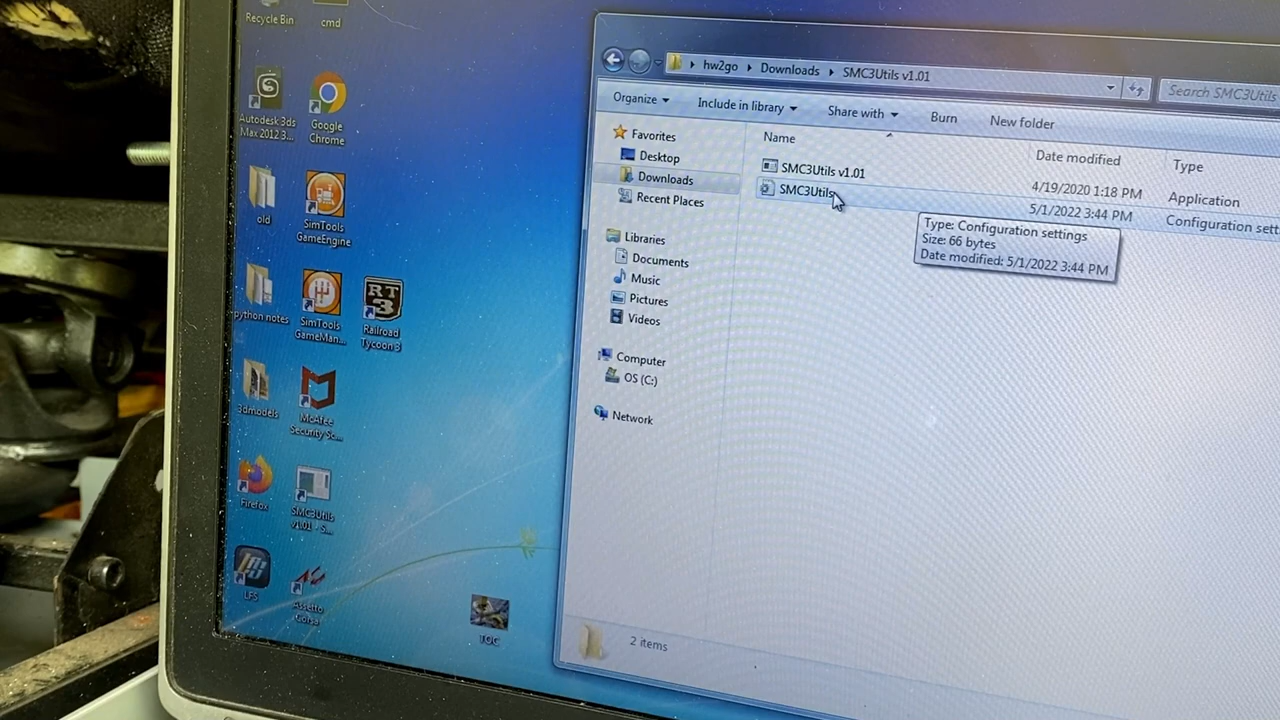 Recycle Bin
cmd
Autodesk 3ds
Max 2012 3...
Google
Chrome
old
SimTools
GameEngine
python notes
SimTools
GameMan...
RT
3
Railroad
Tycoon 3
3dmodels
McAfee
Security Sc...
Firefox
SMC3Utils
v1.01 - S...
LFS
Assetto
Corsa
TOC
hw2go
Downloads
SMC3Utils v1.01
Search SMC3Utils
Organize
Include in library
Share with
Burn
New folder
Favorites
Desktop
Downloads
Recent Places
Libraries
Documents
Music
Pictures
Videos
Computer
OS (C:)
Network
Name
Date modified
Type
SMC3Utils v1.01
4/19/2020 1:18 PM
Application
SMC3Utils
5/1/2022 3:44 PM
Configuration sett
Type: Configuration settings
Size: 66 bytes
Date modified: 5/1/2022 3:44 PM
2 items